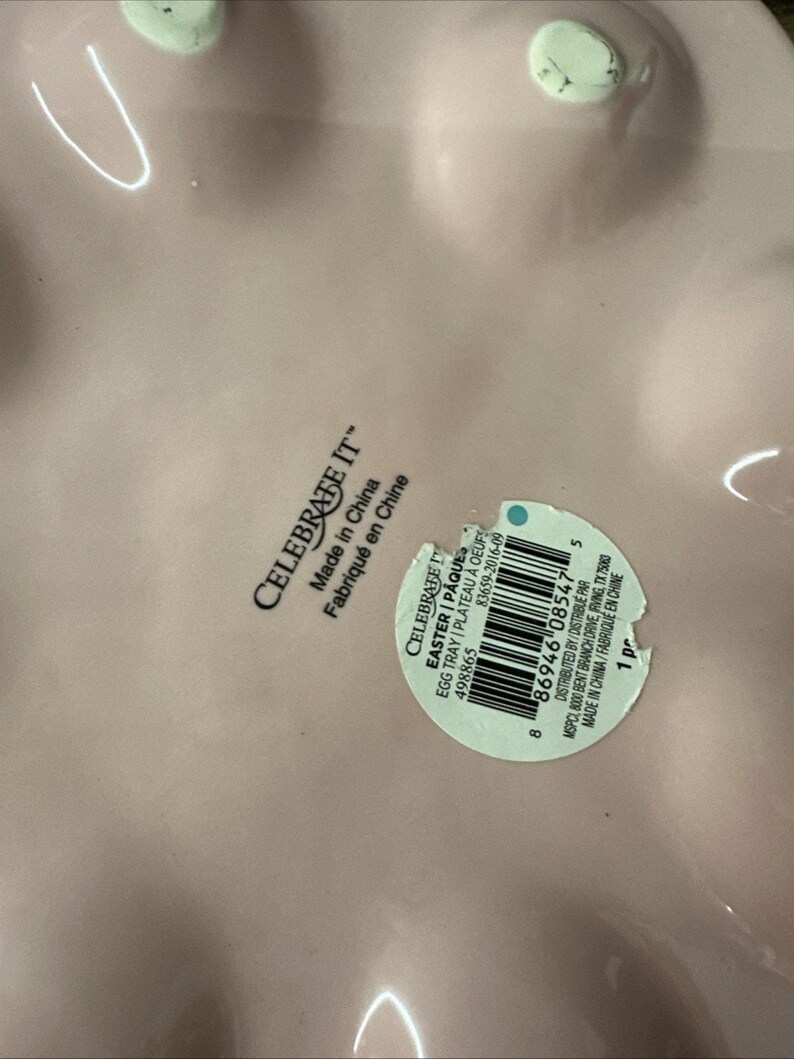 CELEBRATE IT™
Made in China
Fabriqué en Chine
CELEBRATE IT
EASTER | PÂQUES
EGG TRAY | PLATEAU À OEUFS
498865 83659-2016-09
8 86946 08547 5
DISTRIBUTED BY / DISTRIBUÉ PAR
MSPCI, 8000 BENT BRANCH DRIVE, IRVING, TX 75063
MADE IN CHINA / FABRIQUÉ EN CHINE
1